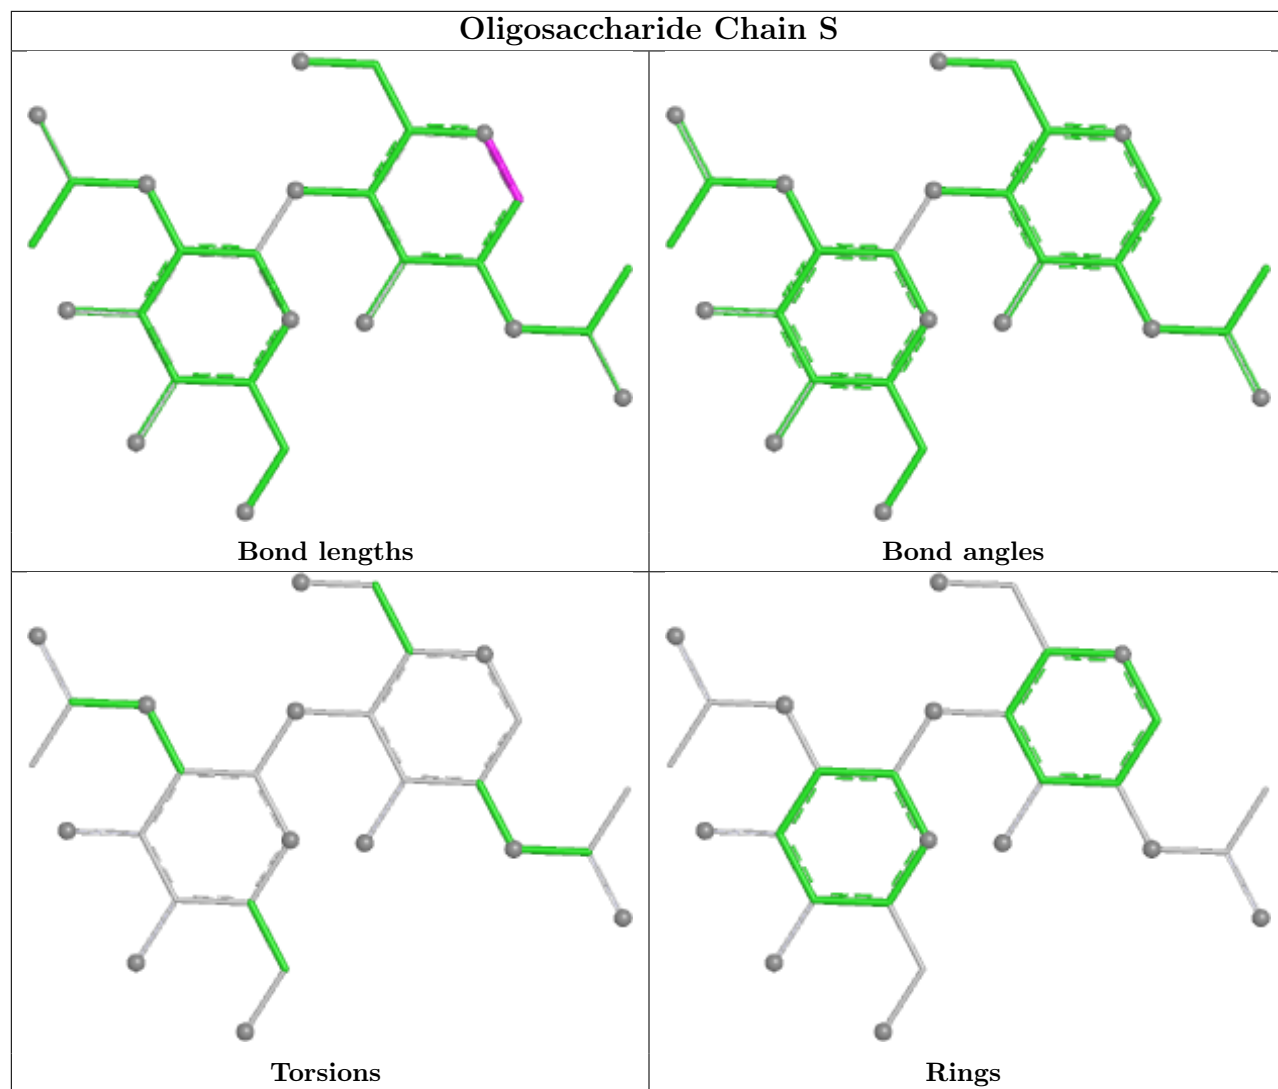 Oligosaccharide Chain S
Bond lengths
Bond angles
Torsions
Rings